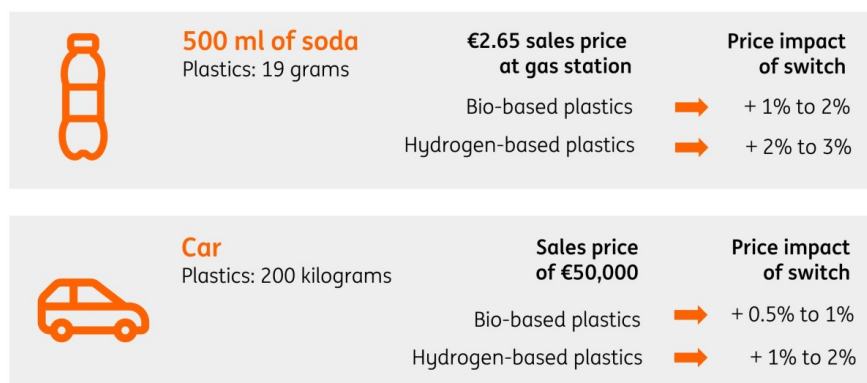 500 ml of soda
Plastics: 19 grams
€2.65 sales price
at gas station
Price impact
of switch
Bio-based plastics
+ 1% to 2%
Hydrogen-based plastics
+ 2% to 3%
Car
Plastics: 200 kilograms
Sales price
of €50,000
Price impact
of switch
Bio-based plastics
+ 0.5% to 1%
Hydrogen-based plastics
+ 1% to 2%